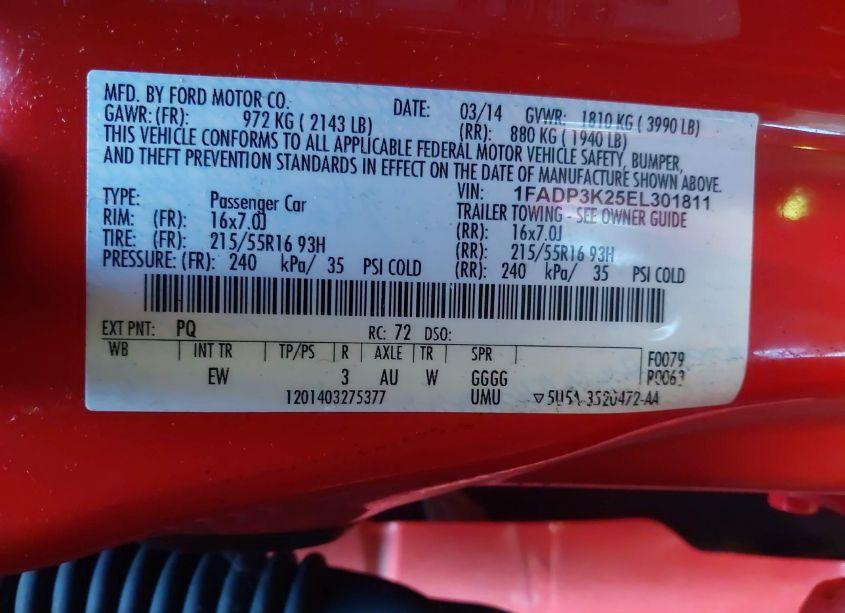 MFD. BY FORD MOTOR CO. DATE: 03/14 GVWR: 1810 KG ( 3990 LB)
GAWR: (FR): 972 KG ( 2143 LB) (RR): 880 KG ( 1940 LB)
THIS VEHICLE CONFORMS TO ALL APPLICABLE FEDERAL MOTOR VEHICLE SAFETY, BUMPER,
AND THEFT PREVENTION STANDARDS IN EFFECT ON THE DATE OF MANUFACTURE SHOWN ABOVE.
VIN: 1FADP3K25EL301811
TYPE: Passenger Car TRAILER TOWING - SEE OWNER GUIDE
RIM: (FR): 16x7.0J (RR): 16x7.0J
TIRE: (FR): 215/55R16 93H (RR): 215/55R16 93H
PRESSURE: (FR): 240 kPa/ 35 PSI COLD (RR): 240 kPa/ 35 PSI COLD
EXT PNT: PQ RC: 72 DSO:
WB INT TR TP/PS R AXLE TR SPR F0079
EW 3 AU W GGGG P0063
1201403275377 UMU ▽5U5A-3520472-AA